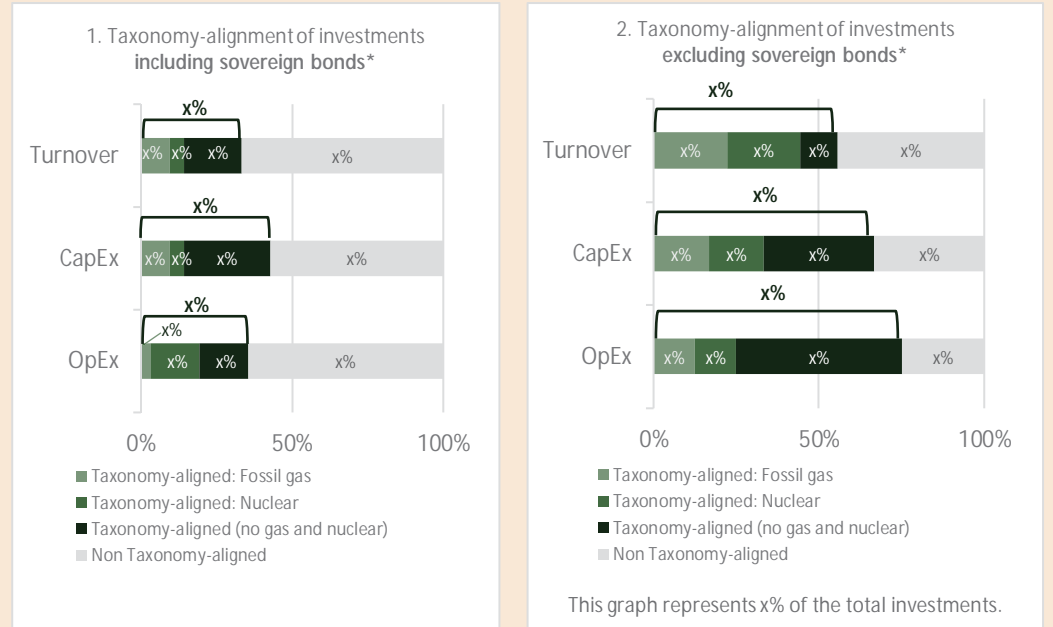 1. Taxonomy-alignment of investments
including sovereign bonds*
x%
Turnover
x% x% x% x%
x%
CapEx
x% x% x% x%
x%
x%
OpEx
x% x% x%
0% 50% 100%
Taxonomy-aligned: Fossil gas
Taxonomy-aligned: Nuclear
Taxonomy-aligned (no gas and nuclear)
Non Taxonomy-aligned
2. Taxonomy-alignment of investments
excluding sovereign bonds*
x%
Turnover
x% x% x% x%
x%
CapEx
x% x% x% x%
x%
OpEx
x% x% x% x%
0% 50% 100%
Taxonomy-aligned: Fossil gas
Taxonomy-aligned: Nuclear
Taxonomy-aligned (no gas and nuclear)
Non Taxonomy-aligned
This graph represents x% of the total investments.